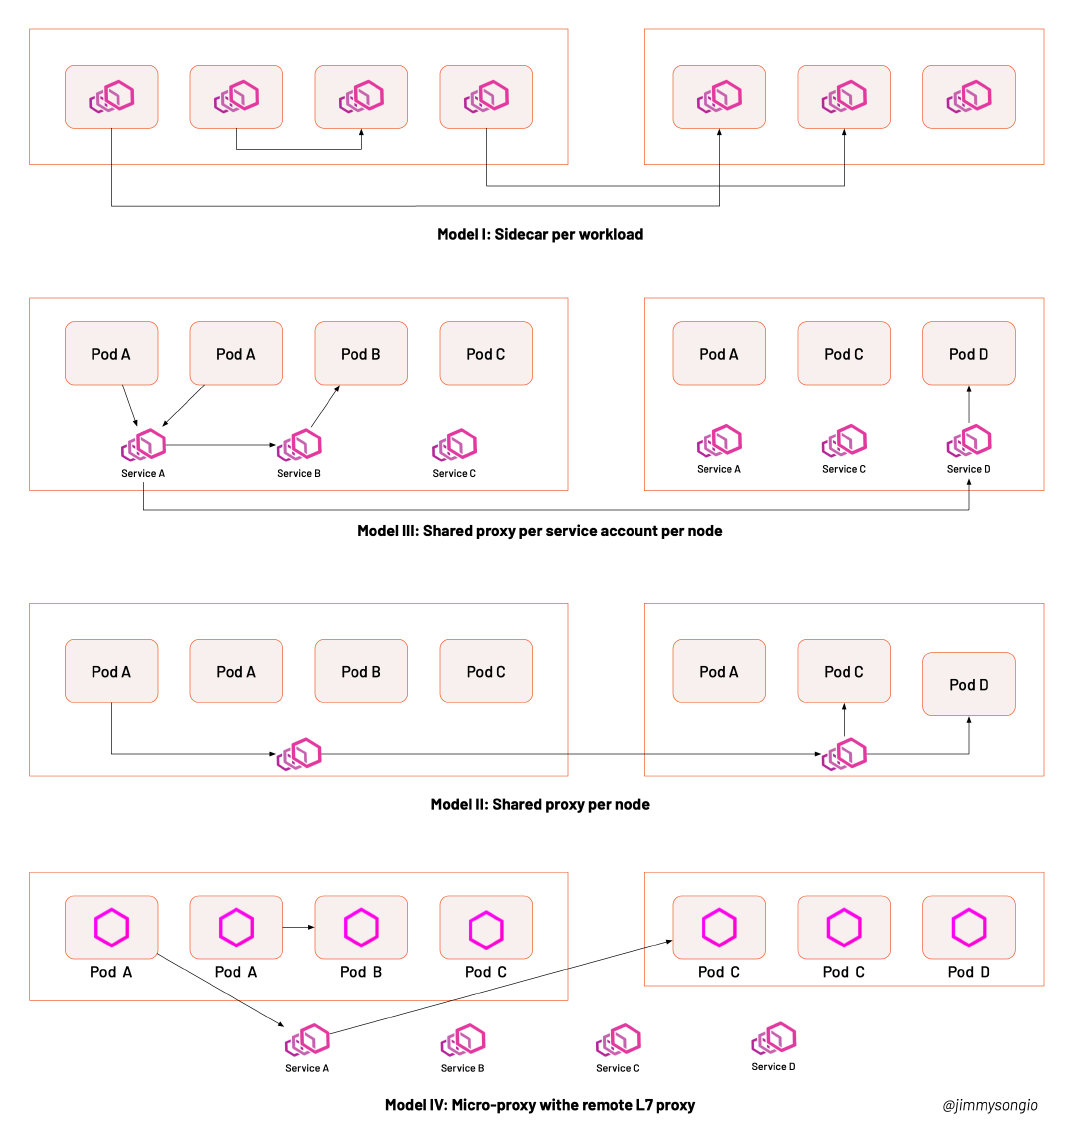 Model I: Sidecar per workload
Pod A
Pod A
Pod B
Pod C
Pod A
Pod C
Pod D
Service A
Service B
Service C
Service A
Service C
Service D
Model III: Shared proxy per service account per node
Pod A
Pod A
Pod B
Pod C
Pod A
Pod C
Pod D
Model II: Shared proxy per node
Pod A
Pod A
Pod B
Pod C
Pod C
Pod C
Pod D
Service A
Service B
Service C
Service D
Model IV: Micro-proxy withe remote L7 proxy
@jimmysongio